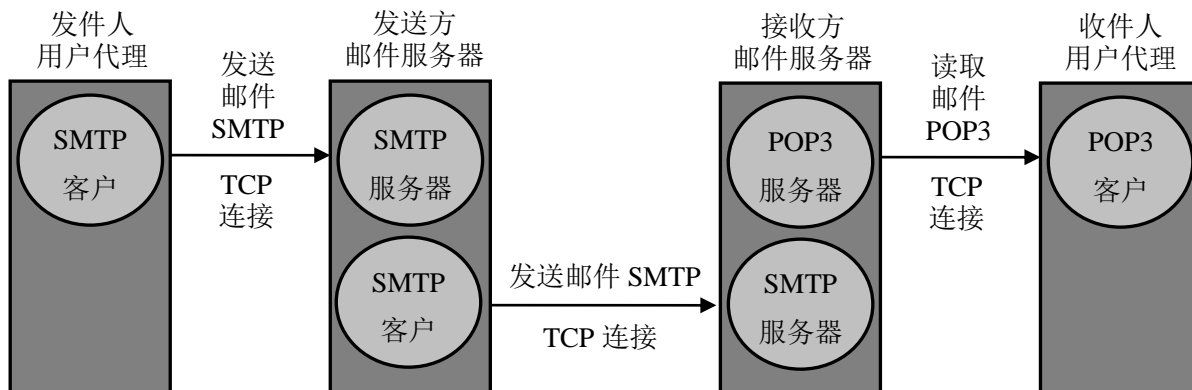 发件人
用户代理
发送
邮件
SMTP
TCP
连接
SMTP
客户
发送方
邮件服务器
SMTP
服务器
SMTP
客户
发送邮件 SMTP
TCP 连接
接收方
邮件服务器
POP3
服务器
SMTP
服务器
读取
邮件
POP3
TCP
连接
收件人
用户代理
POP3
客户